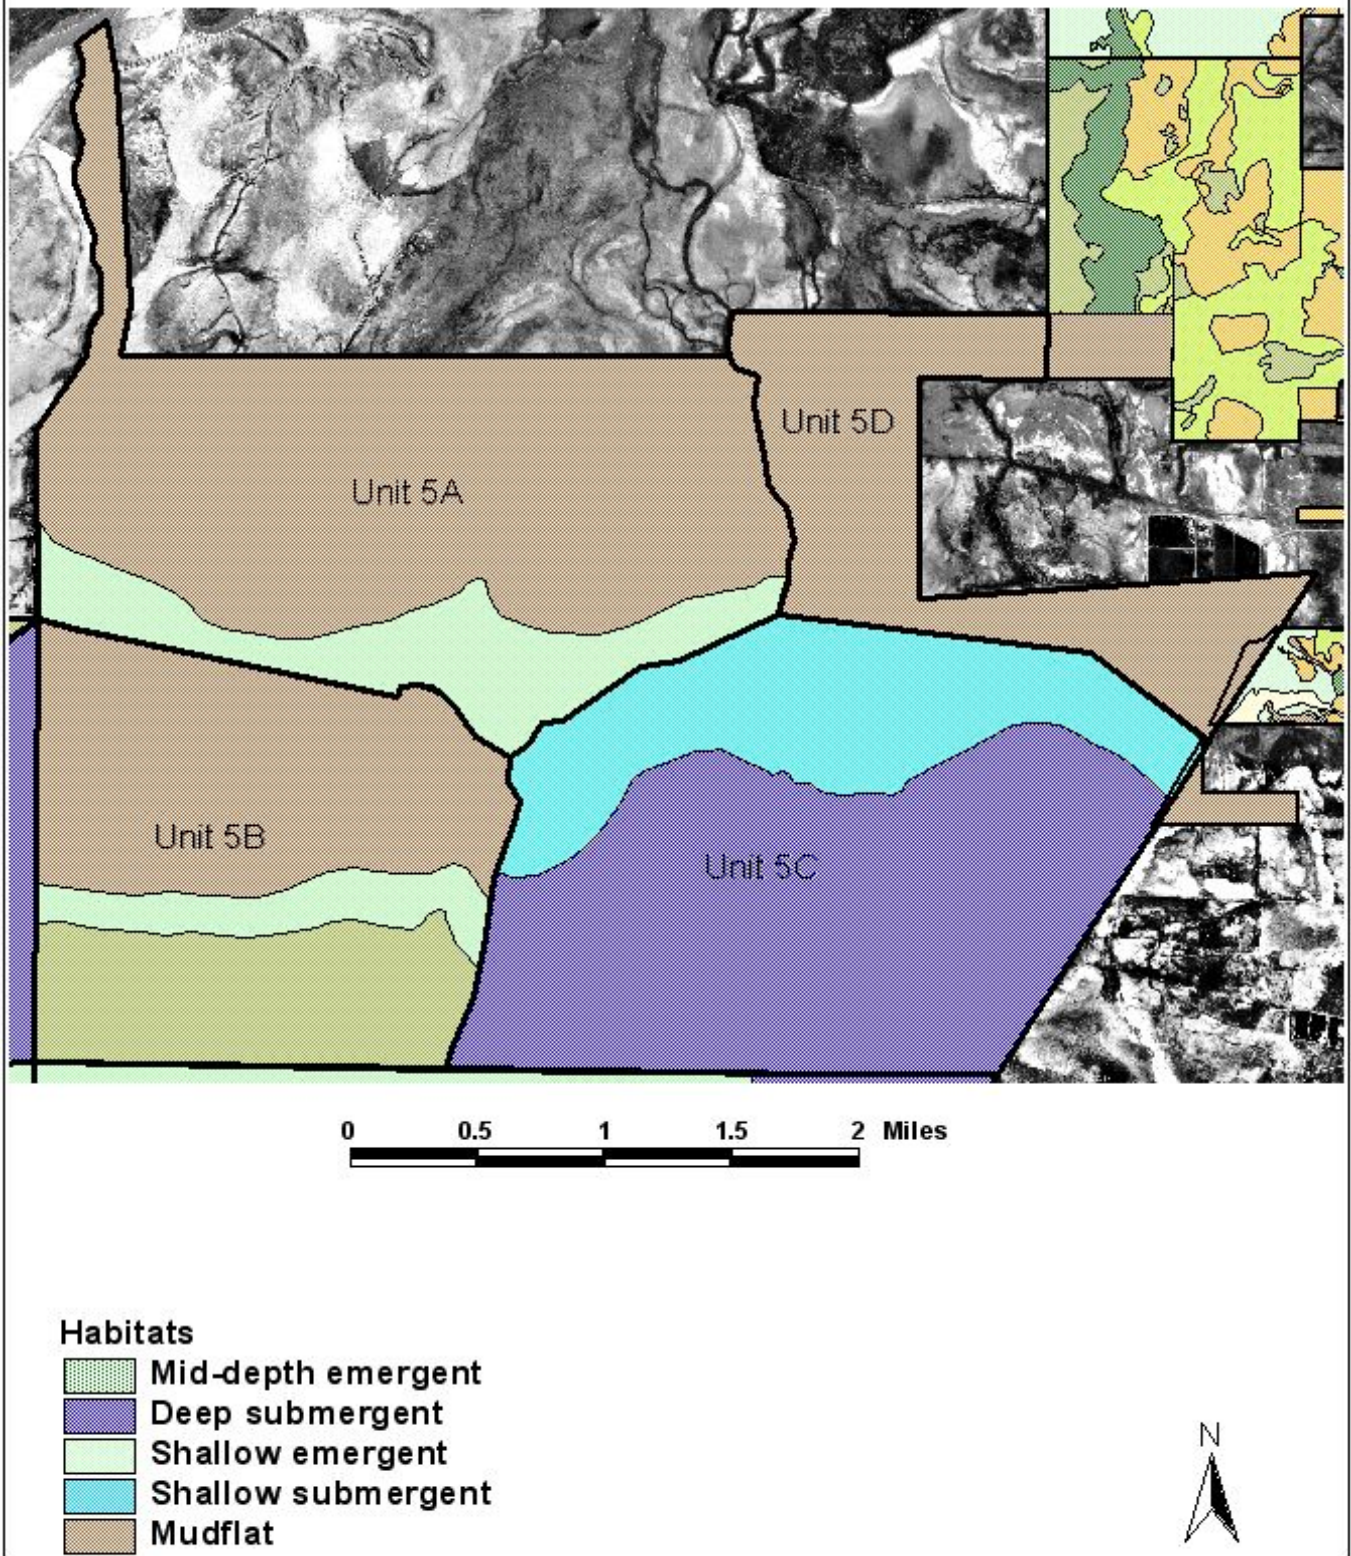 Unit 5D
Unit 5A
Unit 5B
Unit 5C
0 0.5 1 1.5 2 Miles
Habitats
Mid-depth emergent
Deep submergent
Shallow emergent
Shallow submergent
Mudflat
N